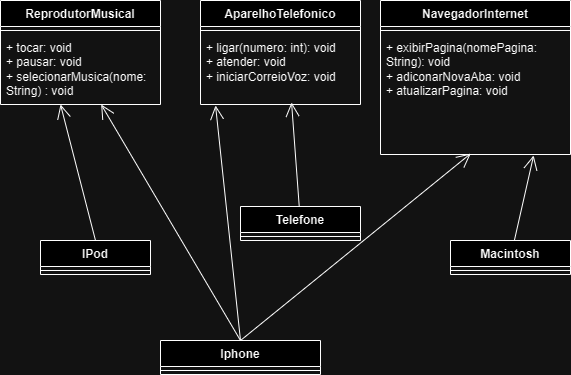 ReprodutorMusical
+ tocar: void
+ pausar: void
+ selecionarMusica(nome:
String) : void
AparelhoTelefonico
+ ligar(numero: int): void
+ atender: void
+ iniciarCorreioVoz: void
NavegadorInternet
+ exibirPagina(nomePagina:
String): void
+ adiconarNovaAba: void
+ atualizarPagina: void
Telefone
IPod
Macintosh
Iphone